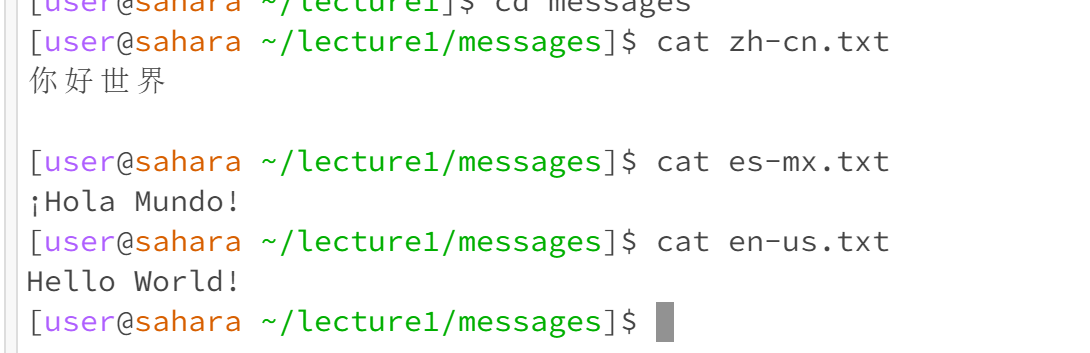 [user@sahara ~/lecture1]$ cd messages
[user@sahara ~/lecture1/messages]$ cat zh-cn.txt
你好世界
[user@sahara ~/lecture1/messages]$ cat es-mx.txt
¡Hola Mundo!
[user@sahara ~/lecture1/messages]$ cat en-us.txt
Hello World!
[user@sahara ~/lecture1/messages]$